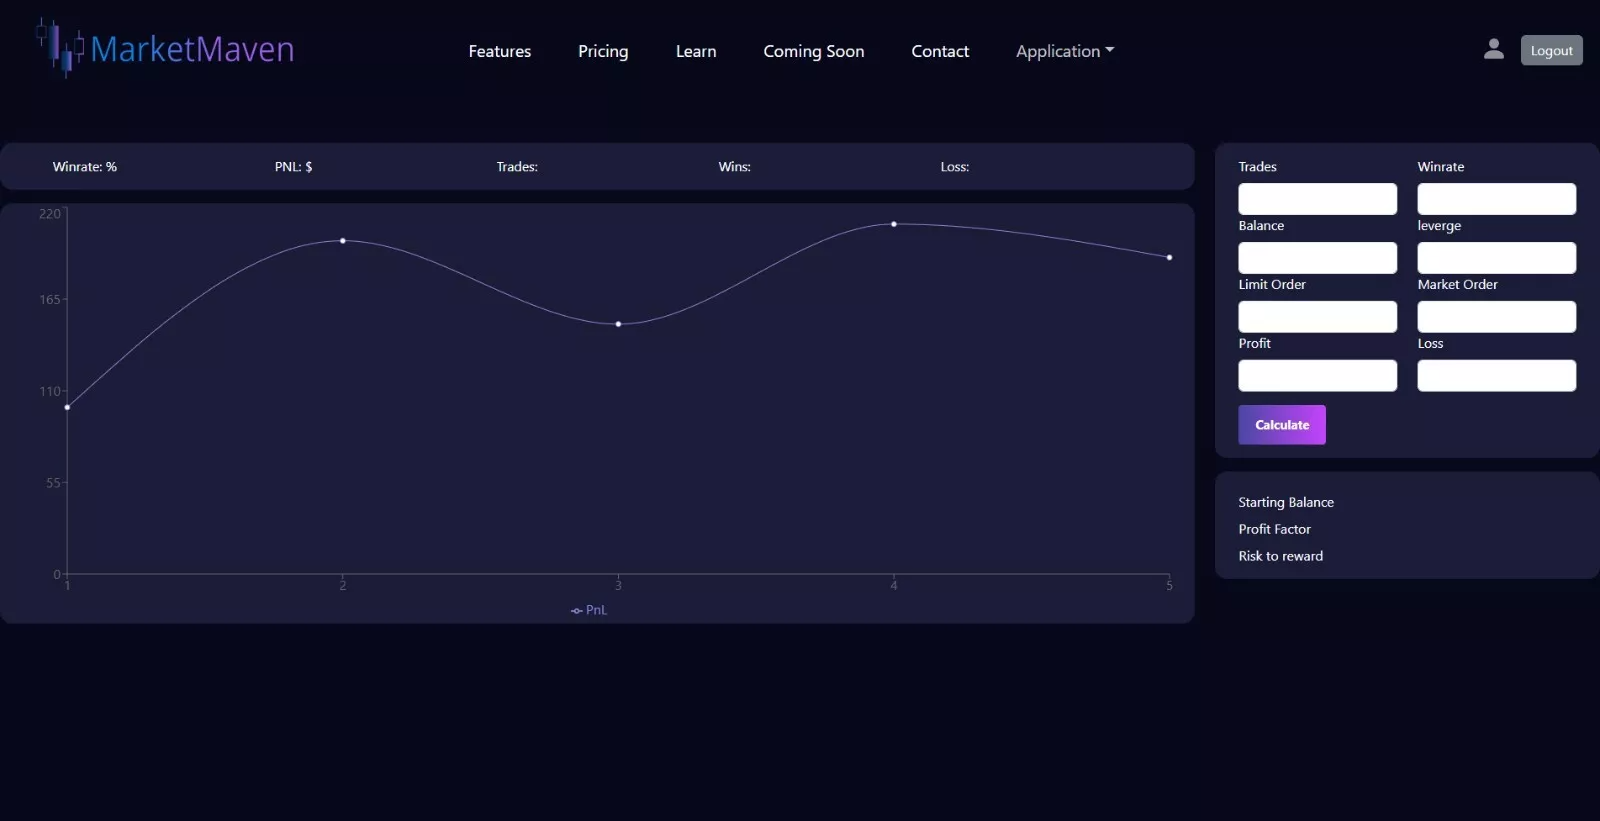 MarketMaven
Features Pricing Learn Coming Soon Contact Application
Logout
Winrate: % PNL: $ Trades: Wins: Loss:
220
165
110
55
0
1 2 3 4 5
PnL
Trades Winrate
Balance leverge
Limit Order Market Order
Profit Loss
Calculate
Starting Balance
Profit Factor
Risk to reward